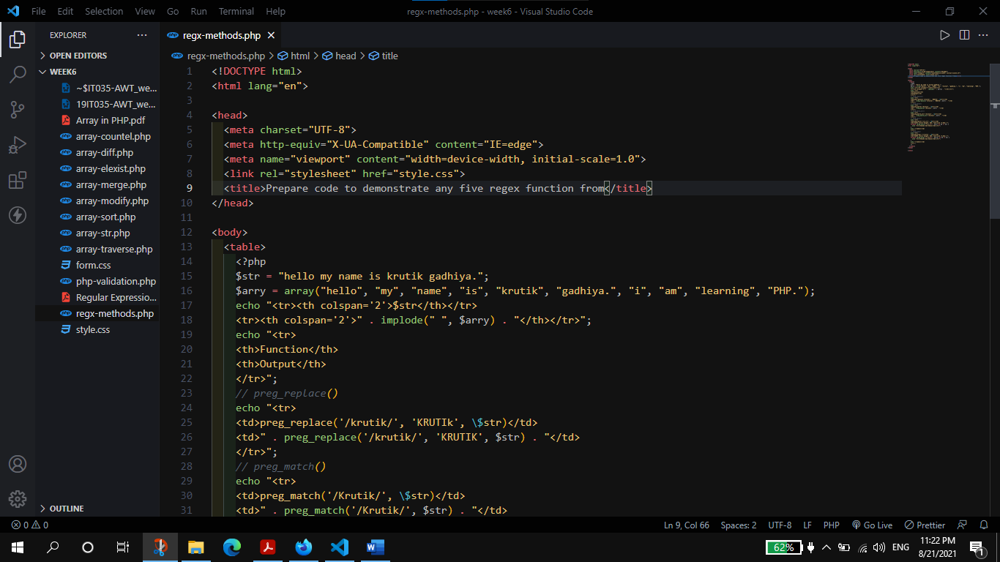 File Edit Selection View Go Run Terminal Help regx-methods.php - week6 - Visual Studio Code
EXPLORER
OPEN EDITORS
WEEK6
~$IT035-AWT_we...
19IT035-AWT_we...
Array in PHP.pdf
array-countel.php
array-diff.php
array-elexist.php
array-merge.php
array-modify.php
array-sort.php
array-str.php
array-traverse.php
form.css
php-validation.php
Regular Expressio...
regx-methods.php
style.css
OUTLINE
regx-methods.php
regx-methods.php > html > head > title
1 <!DOCTYPE html>
2 <html lang="en">
3
4 <head>
5 <meta charset="UTF-8">
6 <meta http-equiv="X-UA-Compatible" content="IE=edge">
7 <meta name="viewport" content="width=device-width, initial-scale=1.0">
8 <link rel="stylesheet" href="style.css">
9 <title>Prepare code to demonstrate any five regex function from</title>
10 </head>
11
12 <body>
13 <table>
14 <?php
15 $str = "hello my name is krutik gadhiya.";
16 $arry = array("hello", "my", "name", "is", "krutik", "gadhiya.", "i", "am", "learning", "PHP.");
17 echo "<tr><th colspan='2'>$str</th></tr>
18 <tr><th colspan='2'>" . implode(" ", $arry) . "</th></tr>";
19 echo "<tr>
20 <th>Function</th>
21 <th>Output</th>
22 </tr>";
23 // preg_replace()
24 echo "<tr>
25 <td>preg_replace('/krutik/', 'KRUTIk', \$str)</td>
26 <td>" . preg_replace('/krutik/', 'KRUTIK', $str) . "</td>
27 </tr>";
28 // preg_match()
29 echo "<tr>
30 <td>preg_match('/Krutik/', \$str)</td>
31 <td>" . preg_match('/Krutik/', $str) . "</td>
0 0 Ln 9, Col 66 Spaces: 2 UTF-8 LF PHP Go Live Prettier
62% ENG 11:22 PM
8/21/2021 1